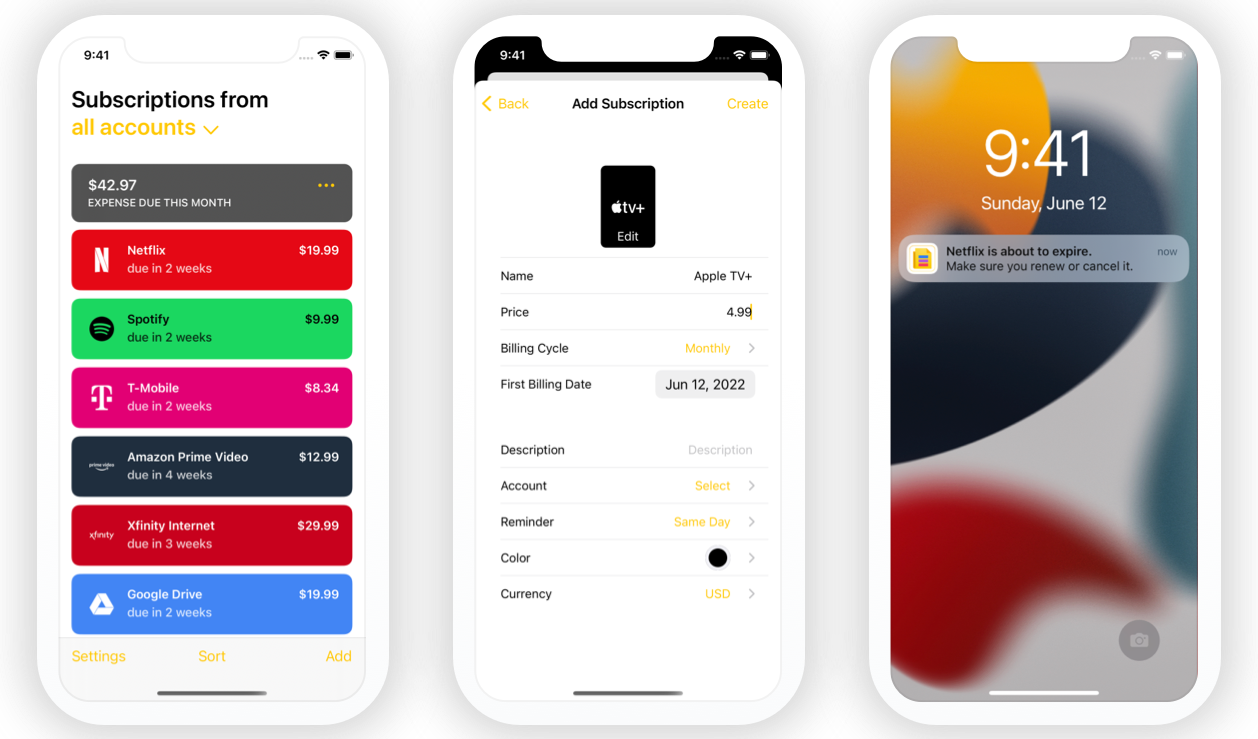 9:41
Subscriptions from
all accounts
$42.97
EXPENSE DUE THIS MONTH
Netflix $19.99
due in 2 weeks
Spotify $9.99
due in 2 weeks
T-Mobile $8.34
due in 2 weeks
prime video
Amazon Prime Video $12.99
due in 4 weeks
xfinity
Xfinity Internet $29.99
due in 3 weeks
Google Drive $19.99
due in 2 weeks
Settings Sort Add
9:41
Back Add Subscription Create
tv+
Edit
Name Apple TV+
Price 4.99
Billing Cycle Monthly
First Billing Date Jun 12, 2022
Description Description
Account Select
Reminder Same Day
Color
Currency USD
9:41
Sunday, June 12
Netflix is about to expire. now
Make sure you renew or cancel it.